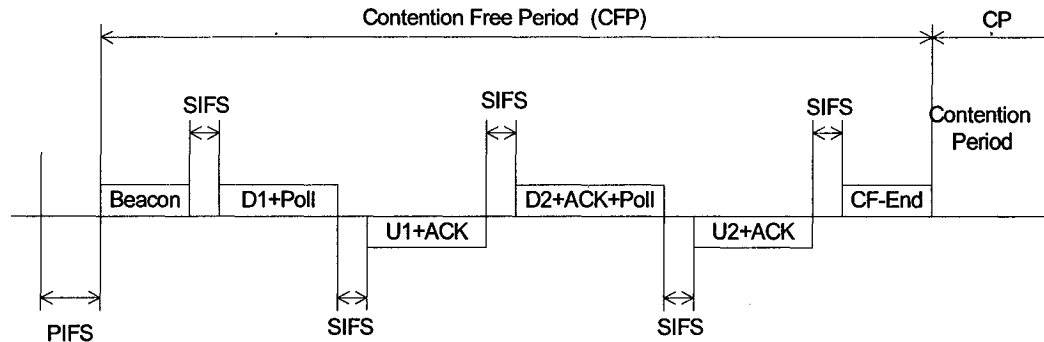 Contention Free Period (CFP)
CP
SIFS
SIFS
SIFS
Contention
Period
Beacon
D1+Poll
D2+ACK+Poll
CF-End
U1+ACK
U2+ACK
PIFS
SIFS
SIFS